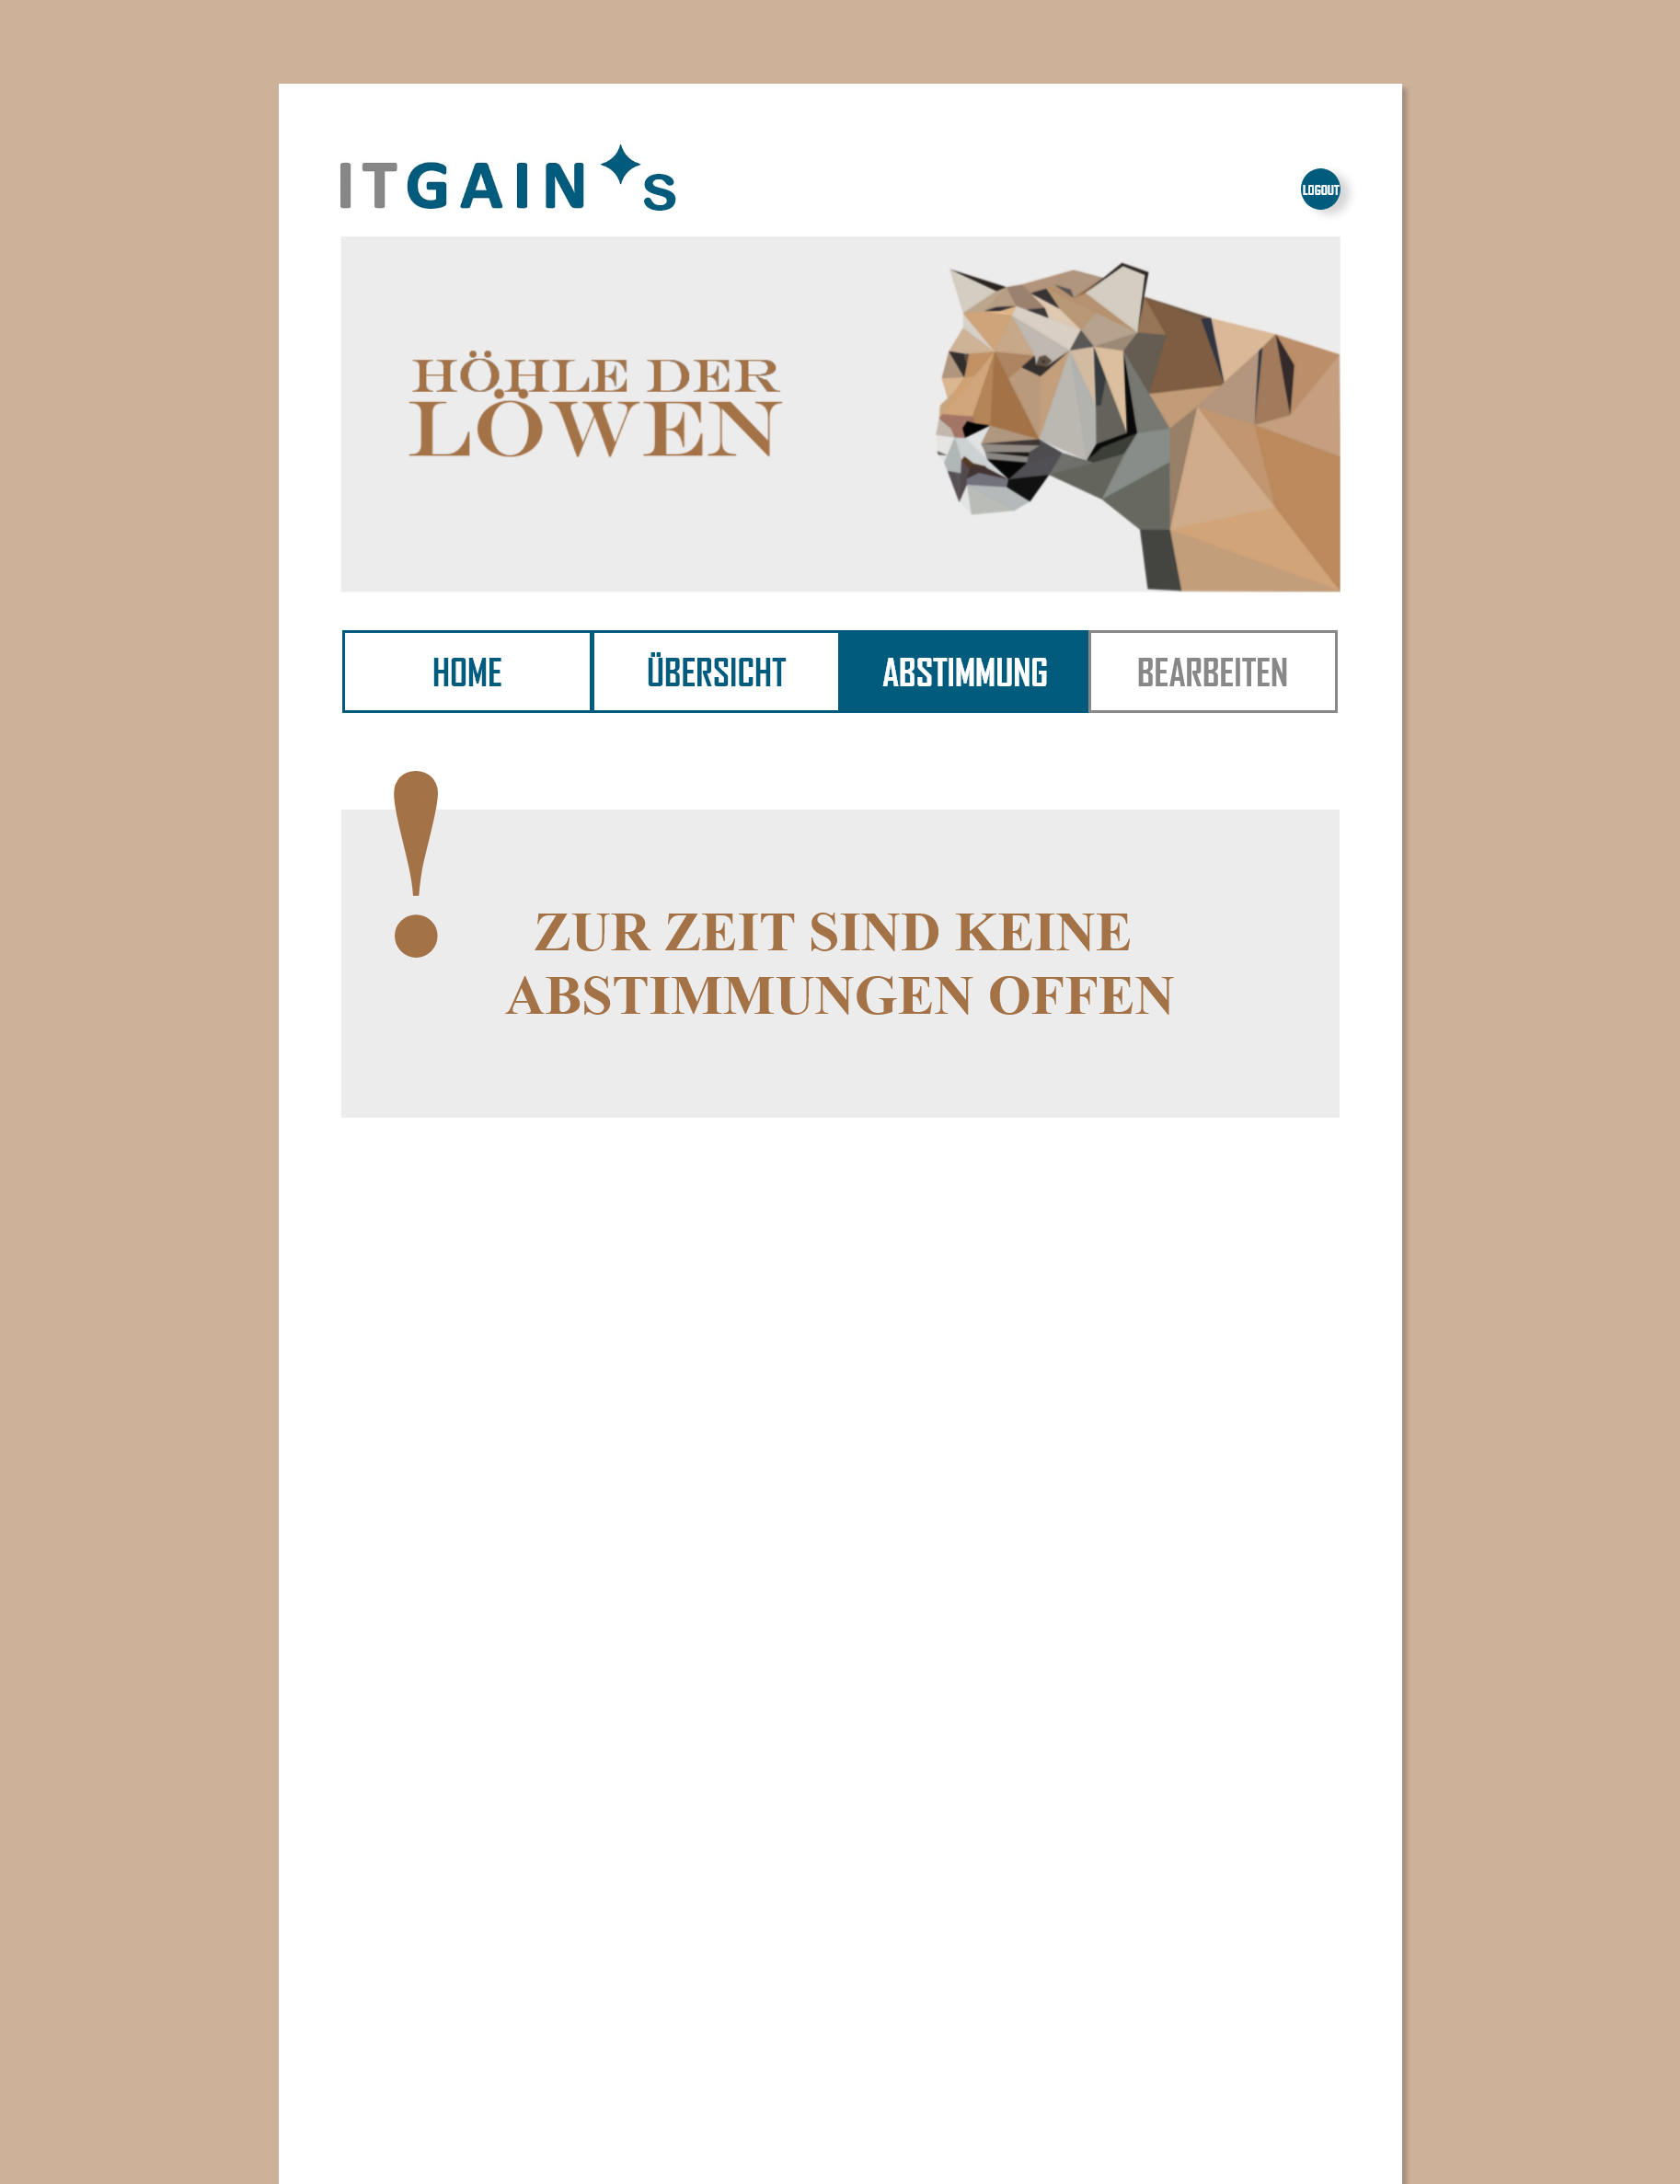 ITGAIN's
LOGOUT
HÖHLE DER
LÖWEN
HOME
ÜBERSICHT
ABSTIMMUNG
BEARBEITEN
!
ZUR ZEIT SIND KEINE
ABSTIMMUNGEN OFFEN